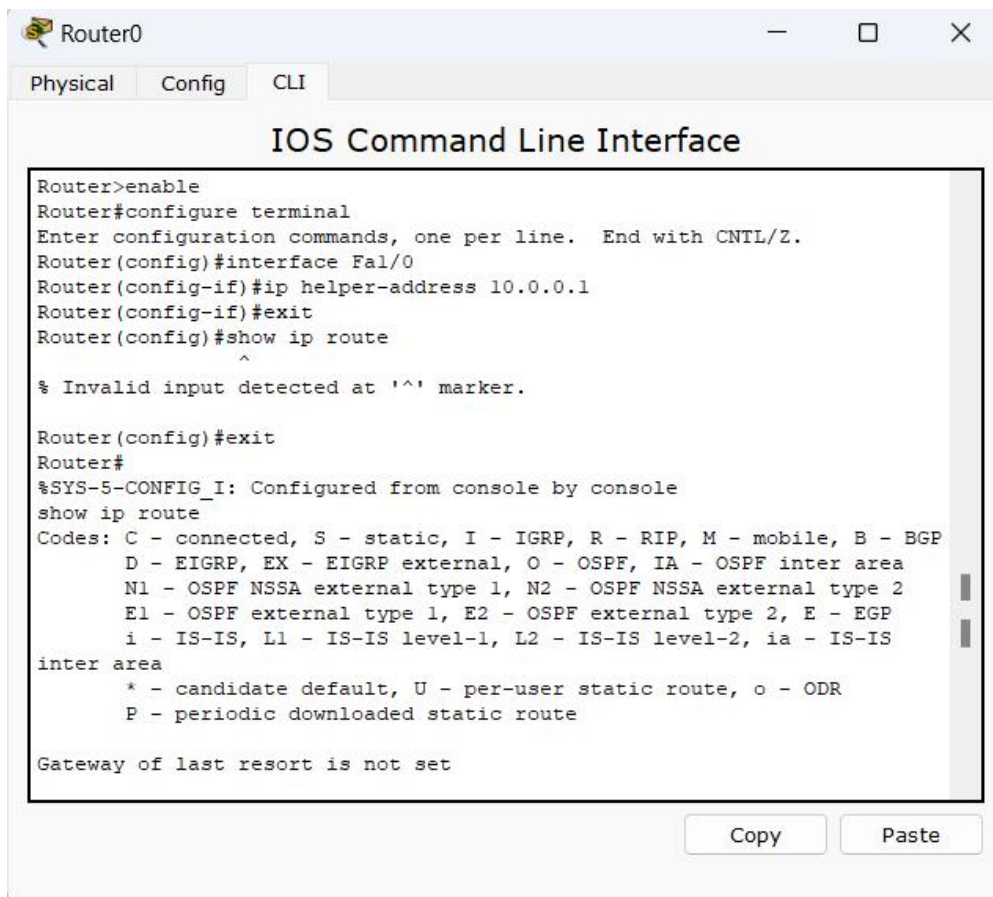 Router0
Physical Config CLI
IOS Command Line Interface
Router>enable
Router#configure terminal
Enter configuration commands, one per line.  End with CNTL/Z.
Router(config)#interface Fa1/0
Router(config-if)#ip helper-address 10.0.0.1
Router(config-if)#exit
Router(config)#show ip route
^
% Invalid input detected at '^' marker.
Router(config)#exit
Router#
%SYS-5-CONFIG_I: Configured from console by console
show ip route
Codes: C - connected, S - static, I - IGRP, R - RIP, M - mobile, B - BGP
D - EIGRP, EX - EIGRP external, O - OSPF, IA - OSPF inter area
N1 - OSPF NSSA external type 1, N2 - OSPF NSSA external type 2
E1 - OSPF external type 1, E2 - OSPF external type 2, E - EGP
i - IS-IS, L1 - IS-IS level-1, L2 - IS-IS level-2, ia - IS-IS
inter area
* - candidate default, U - per-user static route, o - ODR
P - periodic downloaded static route
Gateway of last resort is not set
Copy Paste